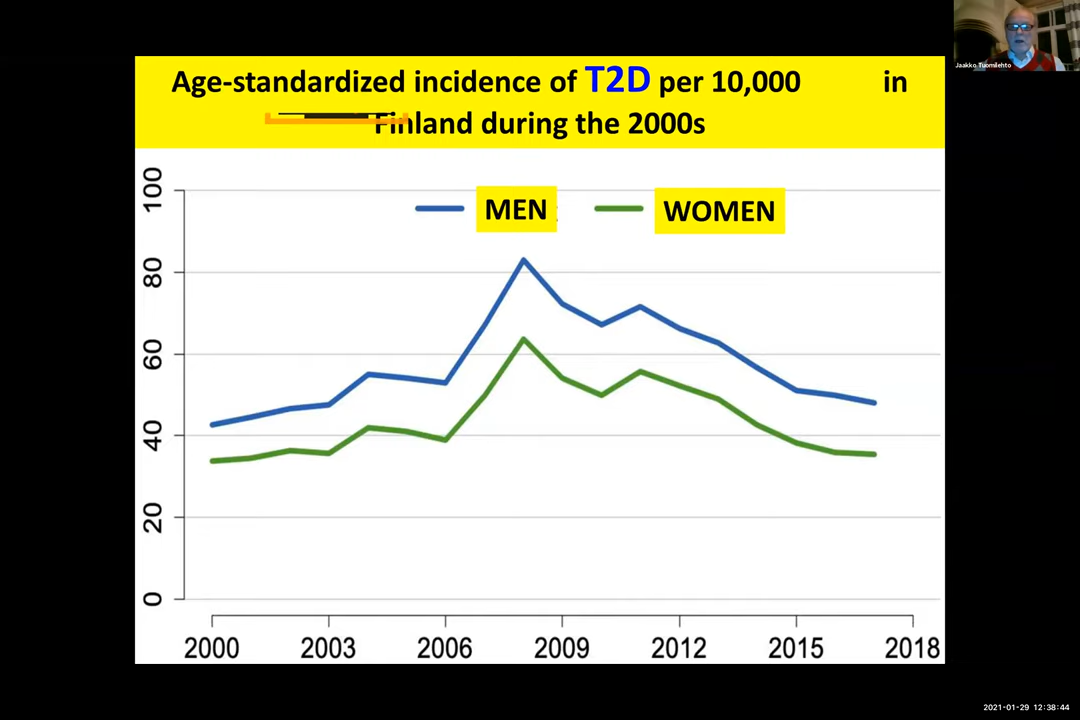 Jaakko Tuomilehto
Age-standardized incidence of T2D per 10,000 in
Finland during the 2000s
MEN
WOMEN
100
80
60
40
20
0
2000 2003 2006 2009 2012 2015 2018
2021-01-29 12:38:44